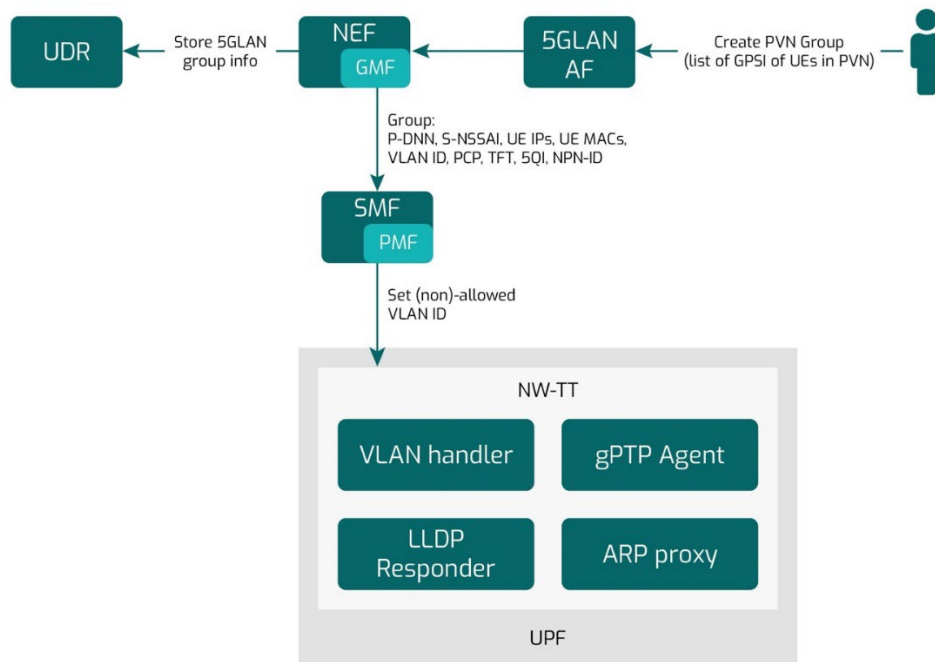 UDR
Store 5GLAN
group info
NEF
GMF
5GLAN
AF
Create PVN Group
(list of GPSI of UEs in PVN)
Group:
P-DNN, S-NSSAI, UE IPs, UE MACs,
VLAN ID, PCP, TFT, 5QI, NPN-ID
SMF
PMF
Set (non)-allowed
VLAN ID
NW-TT
VLAN handler
gPTP Agent
LLDP
Responder
ARP proxy
UPF